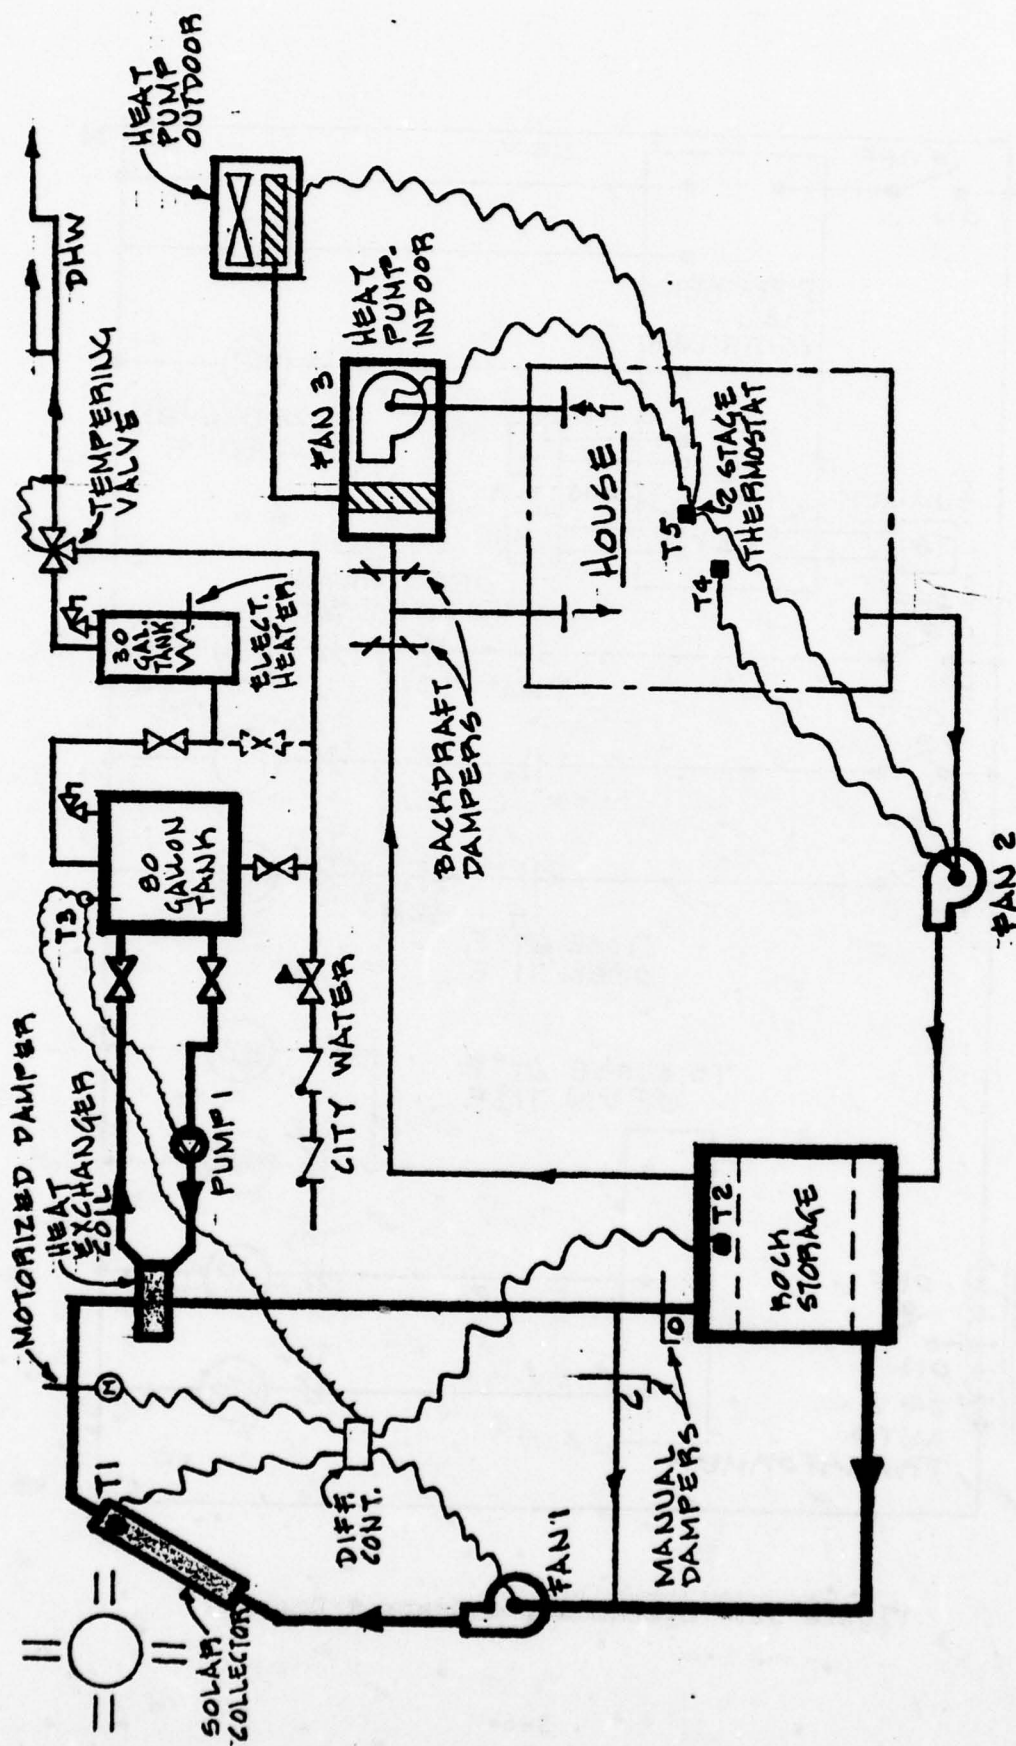 SOLAR
COLLECTOR
T1
MOTORIZED DAMPER
HEAT
EXCHANGER
COIL
M
DIFF.
CONT.
FAN 1
MANUAL
DAMPERS
C
O
PUMP 1
T3
80
GALLON
TANK
30
GAL.
TANK
ELECT.
HEATER
TEMPERING
VALVE
DHW
CITY WATER
HEAT
PUMP
OUTDOOR
FAN 3
HEAT
PUMP.
INDOOR
BACKDRAFT
DAMPERS
HOUSE
T5
T4
2 STAGE
THERMOSTAT
T2
ROCK
STORAGE
FAN 2